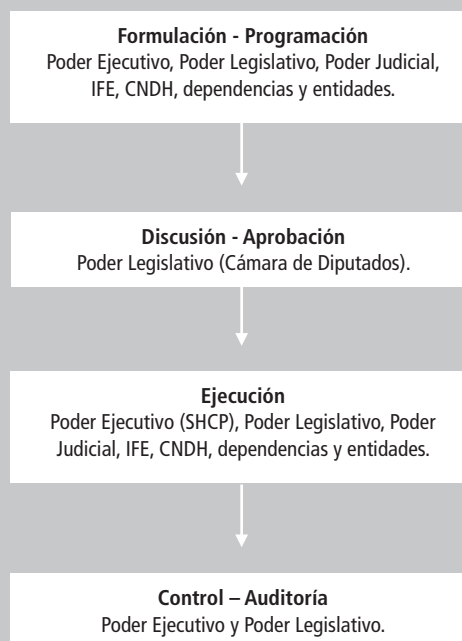 Formulación - Programación
Poder Ejecutivo, Poder Legislativo, Poder Judicial,
IFE, CNDH, dependencias y entidades.
Discusión - Aprobación
Poder Legislativo (Cámara de Diputados).
Ejecución
Poder Ejecutivo (SHCP), Poder Legislativo, Poder
Judicial, IFE, CNDH, dependencias y entidades.
Control – Auditoría
Poder Ejecutivo y Poder Legislativo.